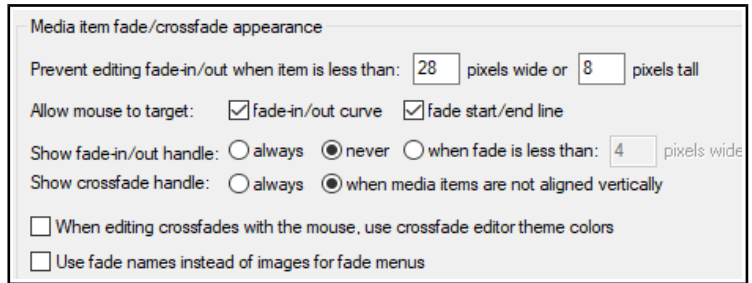 Media item fade/crossfade appearance
Prevent editing fade-in/out when item is less than: 28 pixels wide or 8 pixels tall
Allow mouse to target: fade-in/out curve fade start/end line
Show fade-in/out handle: always never when fade is less than: 4 pixels wide
Show crossfade handle: always when media items are not aligned vertically
When editing crossfades with the mouse, use crossfade editor theme colors
Use fade names instead of images for fade menus